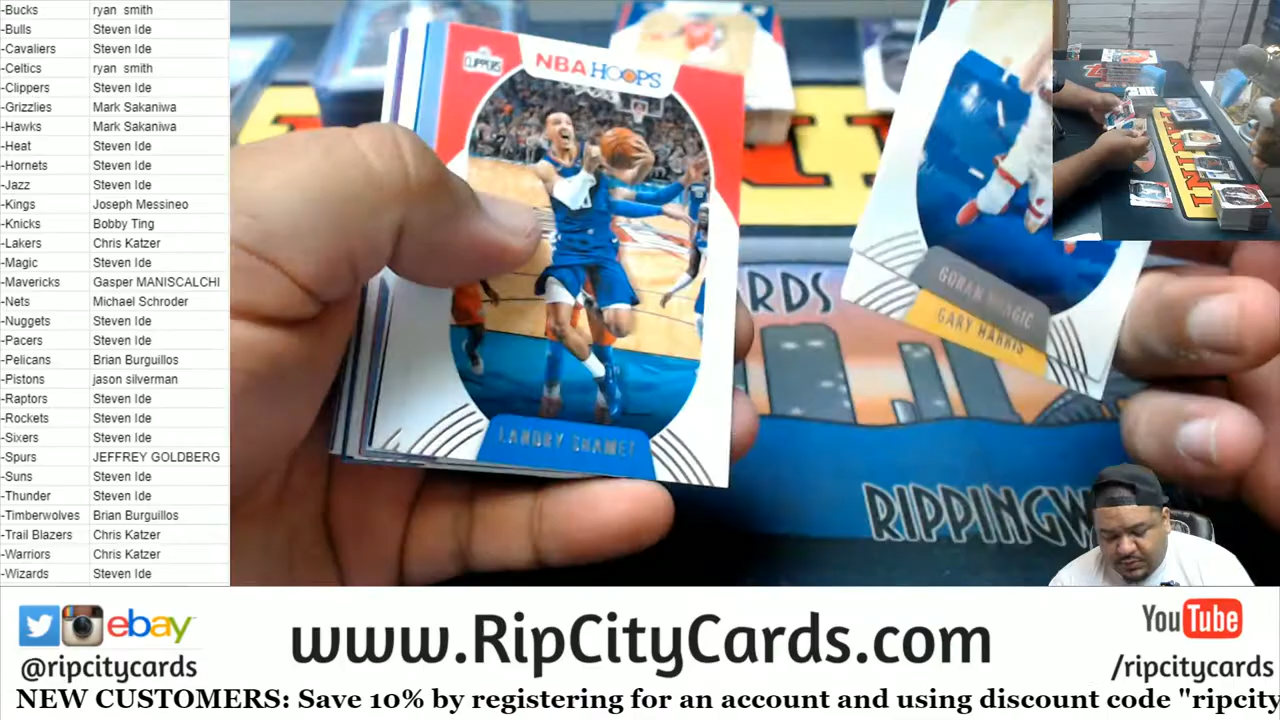 -Bucks ryan smith
-Bulls Steven Ide
-Cavaliers Steven Ide
-Celtics ryan smith
-Clippers Steven Ide
-Grizzlies Mark Sakaniwa
-Hawks Mark Sakaniwa
-Heat Steven Ide
-Hornets Steven Ide
-Jazz Steven Ide
-Kings Joseph Messineo
-Knicks Bobby Ting
-Lakers Chris Katzer
-Magic Steven Ide
-Mavericks Gasper MANISCALCHI
-Nets Michael Schroder
-Nuggets Steven Ide
-Pacers Steven Ide
-Pelicans Brian Burguillos
-Pistons jason silverman
-Raptors Steven Ide
-Rockets Steven Ide
-Sixers Steven Ide
-Spurs JEFFREY GOLDBERG
-Suns Steven Ide
-Thunder Steven Ide
-Timberwolves Brian Burguillos
-Trail Blazers Chris Katzer
-Warriors Chris Katzer
-Wizards Steven Ide
CLIPPERS
NBA HOOPS
LANDRY SHAMET
GORAN DRAGIC
GARY HARRIS
RDS
RIPPINGW
PANINI
ebay
@ripcitycards
www.RipCityCards.com
YouTube
/ripcitycards
NEW CUSTOMERS: Save 10% by registering for an account and using discount code "ripcity